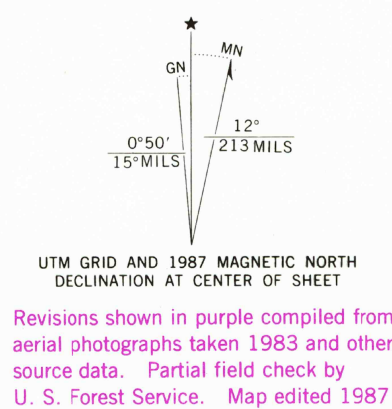 ★
MN
GN
0°50′
15°MILS
12°
213 MILS
UTM GRID AND 1987 MAGNETIC NORTH
DECLINATION AT CENTER OF SHEET
Revisions shown in purple compiled from
aerial photographs taken 1983 and other
source data. Partial field check by
U. S. Forest Service. Map edited 1987